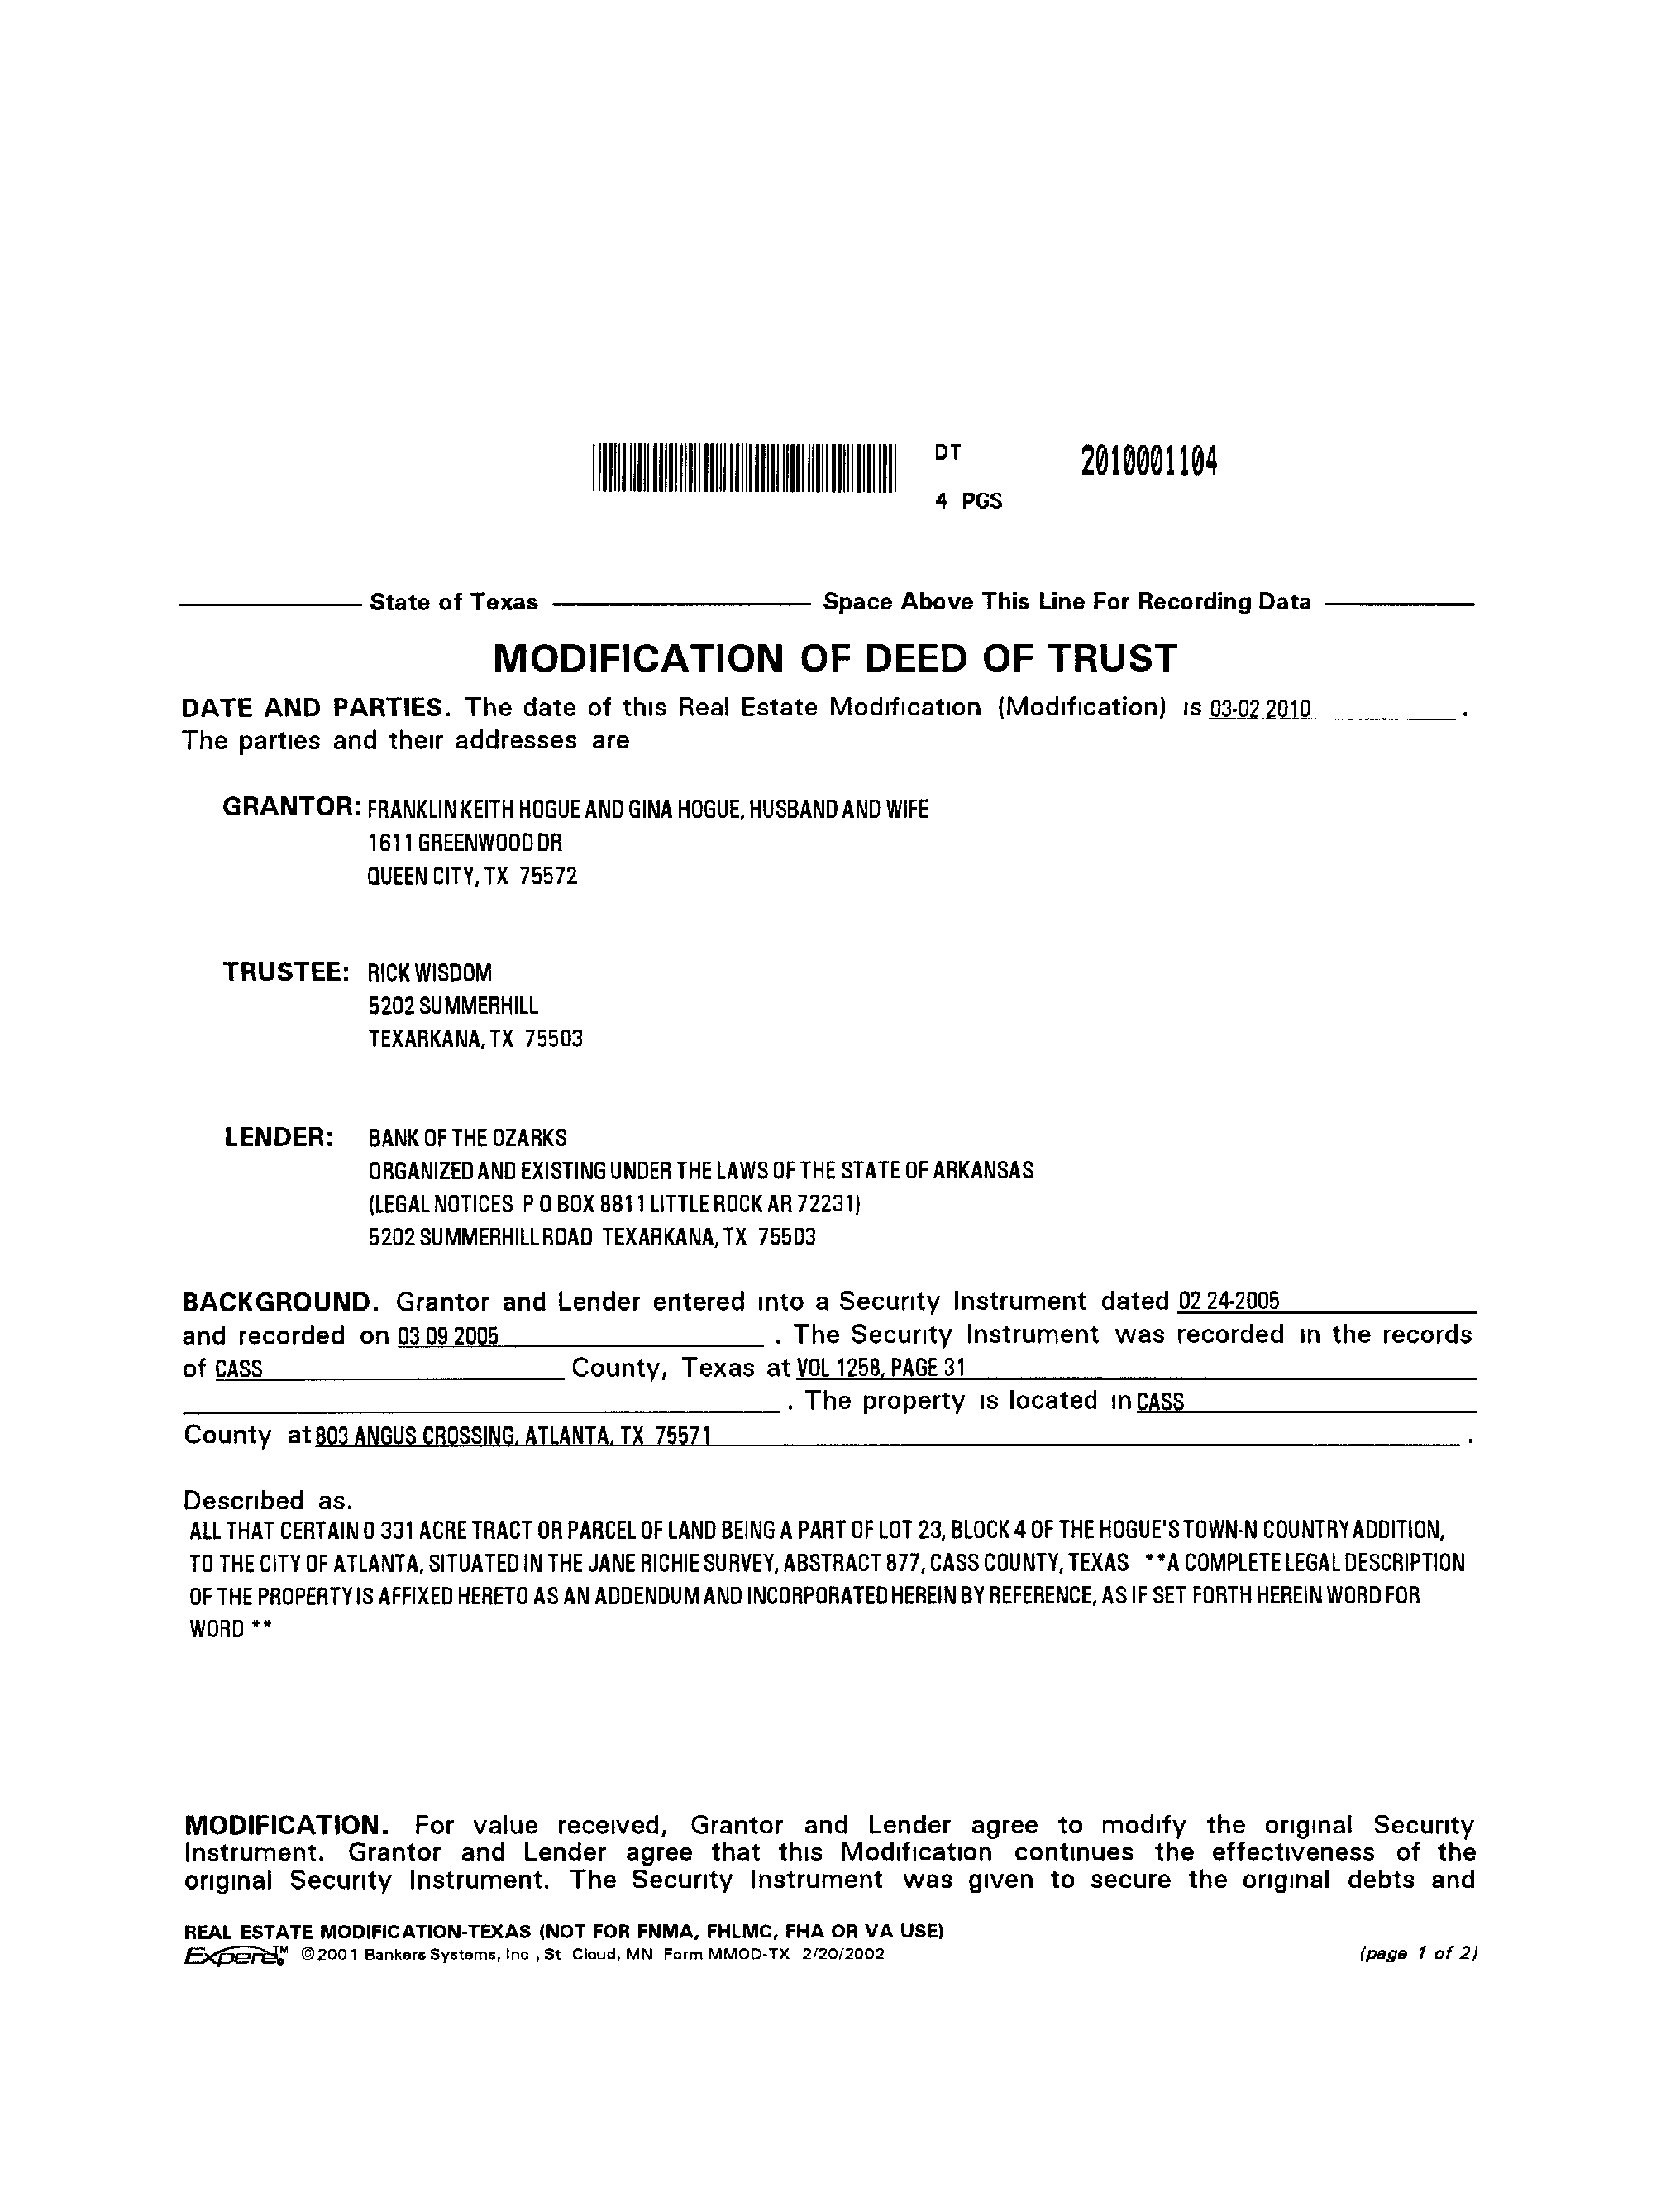 DT 2010001104
4 PGS
State of Texas Space Above This Line For Recording Data
MODIFICATION OF DEED OF TRUST
DATE AND PARTIES. The date of this Real Estate Modification (Modification) is 03-02 2010 .
The parties and their addresses are
GRANTOR: FRANKLIN KEITH HOGUE AND GINA HOGUE, HUSBAND AND WIFE
1611 GREENWOOD DR
QUEEN CITY, TX 75572
TRUSTEE: RICK WISDOM
5202 SUMMERHILL
TEXARKANA, TX 75503
LENDER: BANK OF THE OZARKS
ORGANIZED AND EXISTING UNDER THE LAWS OF THE STATE OF ARKANSAS
(LEGAL NOTICES P O BOX 8811 LITTLE ROCK AR 72231)
5202 SUMMERHILL ROAD TEXARKANA, TX 75503
BACKGROUND. Grantor and Lender entered into a Security Instrument dated 02 24-2005
and recorded on 03 09 2005 . The Security Instrument was recorded in the records
of CASS County, Texas at VOL 1258, PAGE 31
. The property is located in CASS
County at 803 ANGUS CROSSING, ATLANTA, TX 75571 .
Described as.
ALL THAT CERTAIN 0 331 ACRE TRACT OR PARCEL OF LAND BEING A PART OF LOT 23, BLOCK 4 OF THE HOGUE'S TOWN-N COUNTRY ADDITION,
TO THE CITY OF ATLANTA, SITUATED IN THE JANE RICHIE SURVEY, ABSTRACT 877, CASS COUNTY, TEXAS **A COMPLETE LEGAL DESCRIPTION
OF THE PROPERTY IS AFFIXED HERETO AS AN ADDENDUM AND INCORPORATED HEREIN BY REFERENCE, AS IF SET FORTH HEREIN WORD FOR
WORD **
MODIFICATION. For value received, Grantor and Lender agree to modify the original Security
Instrument. Grantor and Lender agree that this Modification continues the effectiveness of the
original Security Instrument. The Security Instrument was given to secure the original debts and
REAL ESTATE MODIFICATION-TEXAS (NOT FOR FNMA, FHLMC, FHA OR VA USE)
Expere™ ©2001 Bankers Systems, Inc , St Cloud, MN Form MMOD-TX 2/20/2002 (page 1 of 2)